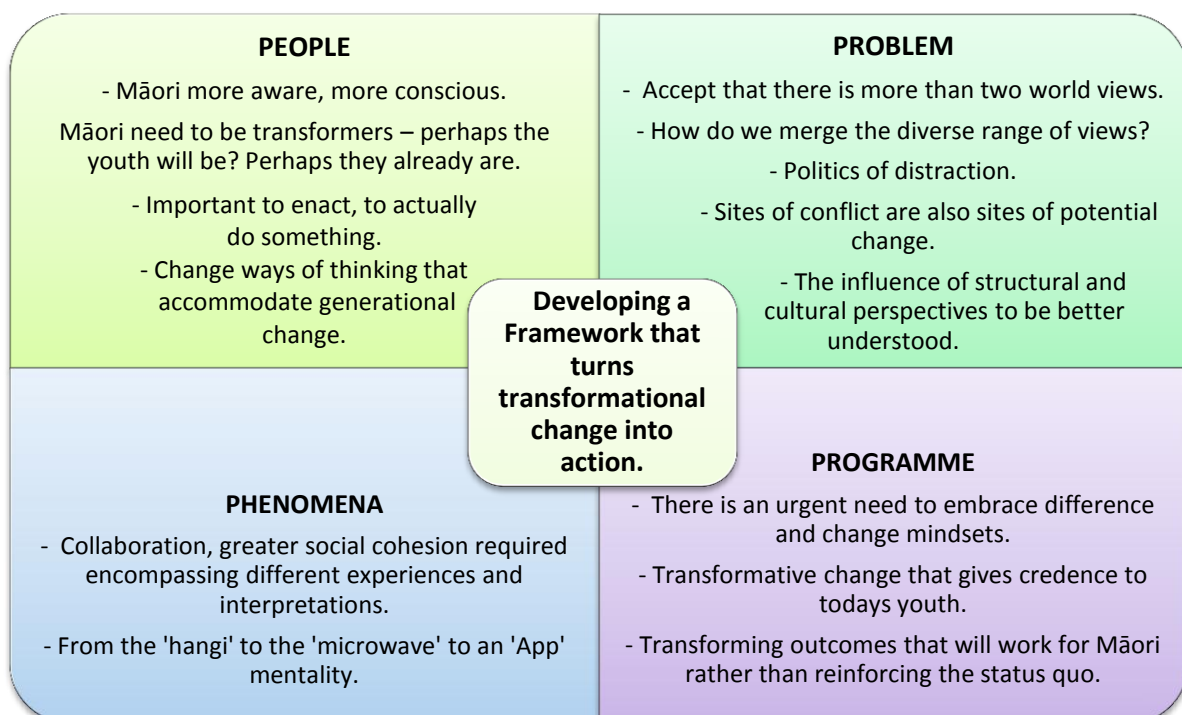 PEOPLE
- Māori more aware, more conscious.
Māori need to be transformers – perhaps the
youth will be? Perhaps they already are.
- Important to enact, to actually
do something.
- Change ways of thinking that
accommodate generational
change.
PROBLEM
- Accept that there is more than two world views.
- How do we merge the diverse range of views?
- Politics of distraction.
- Sites of conflict are also sites of potential
change.
- The influence of structural and
cultural perspectives to be better
understood.
Developing a
Framework that
turns
transformational
change into
action.
PHENOMENA
- Collaboration, greater social cohesion required
encompassing different experiences and
interpretations.
- From the 'hangi' to the 'microwave' to an 'App'
mentality.
PROGRAMME
- There is an urgent need to embrace difference
and change mindsets.
- Transformative change that gives credence to
todays youth.
- Transforming outcomes that will work for Māori
rather than reinforcing the status quo.